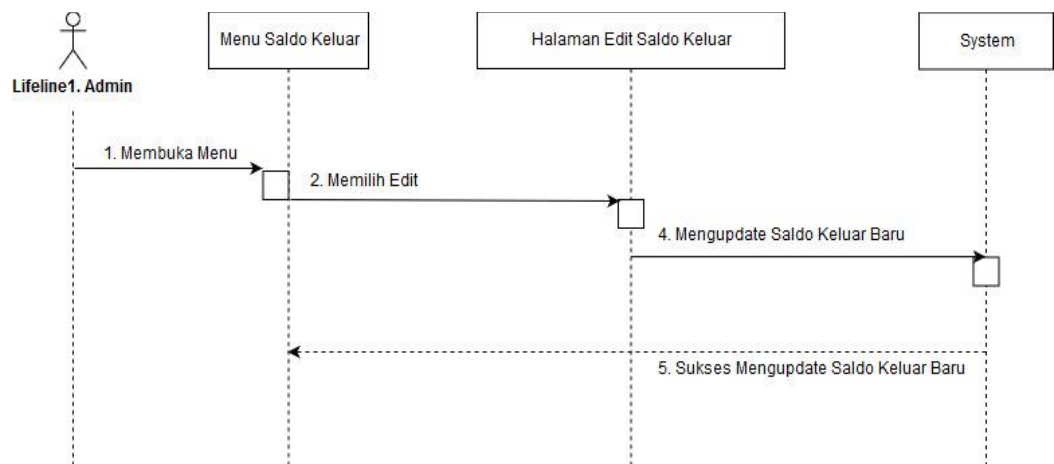 Menu Saldo Keluar
Halaman Edit Saldo Keluar
System
Lifeline1. Admin
1. Membuka Menu
2. Memilih Edit
4. Mengupdate Saldo Keluar Baru
5. Sukses Mengupdate Saldo Keluar Baru